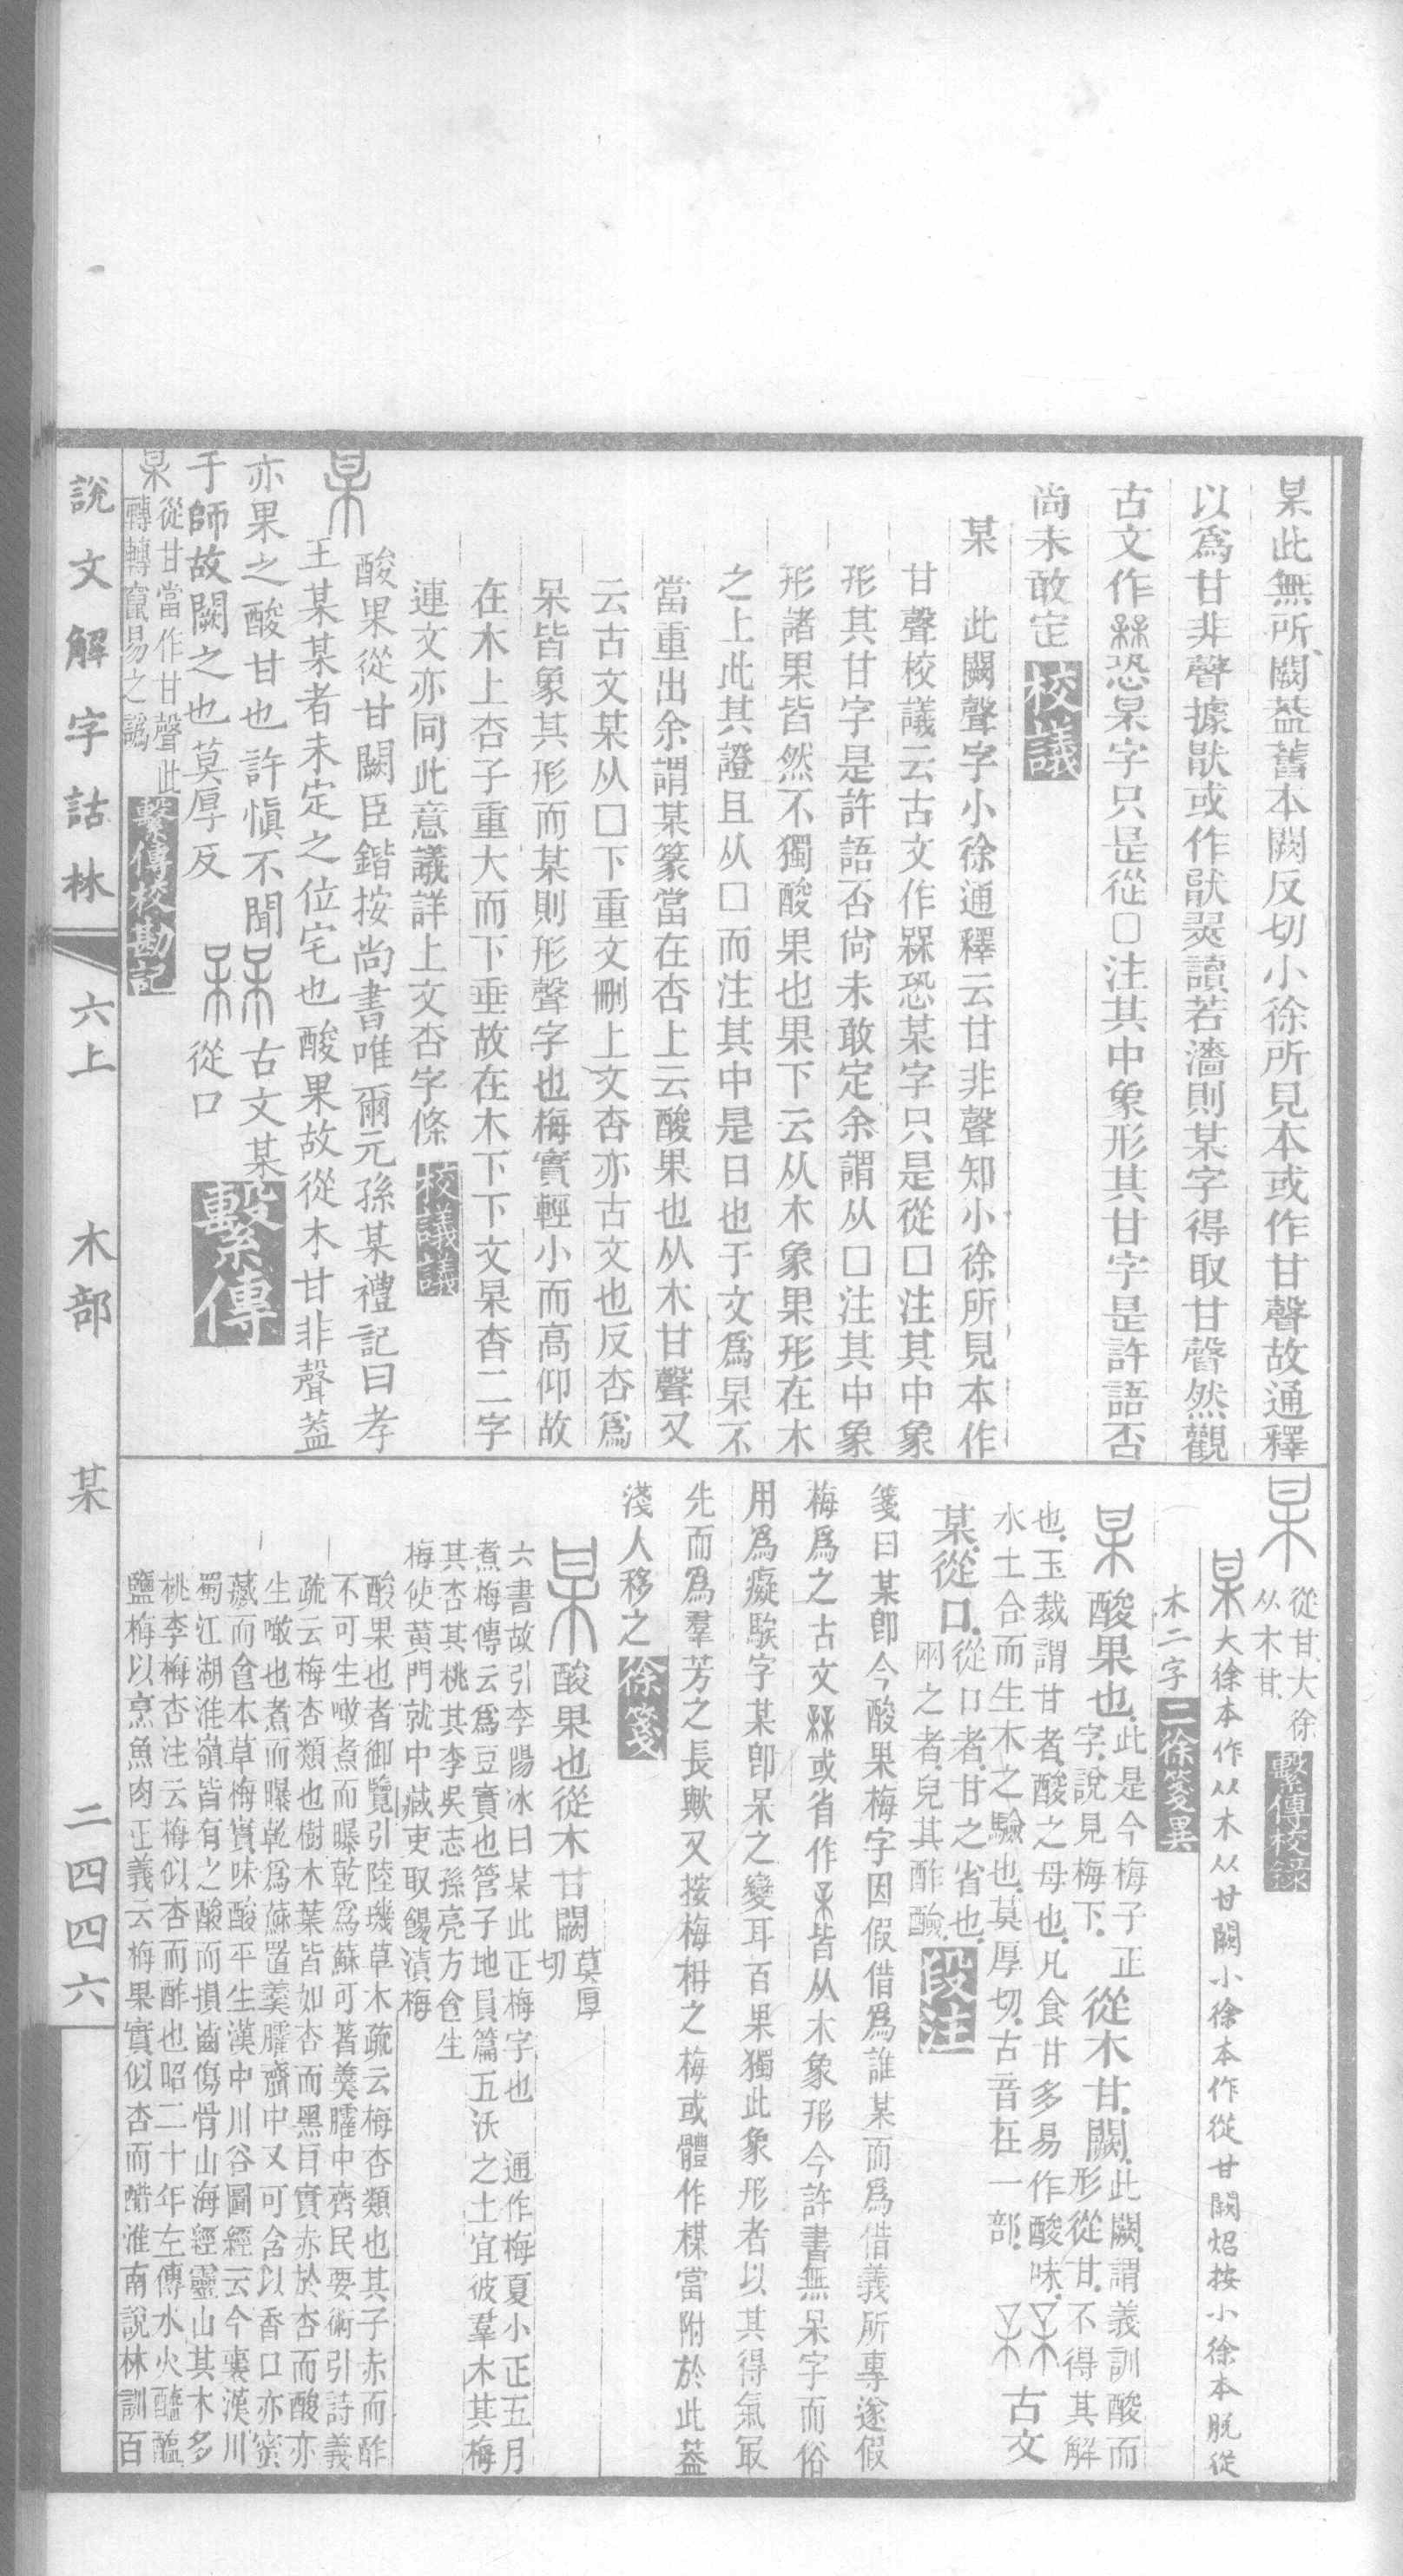 某此無所闕葢舊本闕反切小徐所見本或作甘聲故通釋
以爲甘非聲據猒或作㺂㷋讀若𤅊則某字得取甘聲然觀
古文作槑恐某字只是從口注其中象形其甘字是許語否
尚未敢定校議
某　此闕聲字小徐通釋云甘非聲知小徐所見本作
甘聲校議云古文作槑恐某字只是從口注其中象
形其甘字是許語否尙未敢定余謂从口注其中象
形諸果皆然不獨酸果也果下云从木象果形在木
之上此其證且从口而注其中是日也于文爲杲不
當重出余謂某篆當在杏上云酸果也从木甘聲又
云古文某从口下重文刪上文杏亦古文也反杏爲
呆皆象其形而某則形聲字也梅實輕小而高仰故
在木上杏子重大而下垂故在木下下文杲杳二字
連文亦同此意議詳上文杏字條校議議
某
酸果從甘闕臣鍇按尚書唯爾元孫某禮記曰孝
王某某者未定之位宅也酸果故從木甘非聲葢
亦果之酸甘也許愼不聞
于師故闕之也莫厚反
古文某
從口繫傳
某從甘當作甘聲此
轉轉竄易之譌繫傳校勘記
某從甘大徐
从木甘繫傳校錄
某大徐本作从木从甘闕小徐本作從甘闕炤按小徐本脫從
木二字二徐箋異
某酸果也此是今梅子正
字說見梅下從木甘闕此闕謂義訓酸而
形從甘不得其解
也玉裁謂甘者酸之母也凡食甘多易作酸味
水土合而生木之驗也莫厚切古音在一部古文
某從口從口者甘之省也
兩之者皃其酢醶段注
箋曰某卽今酸果梅字因假借爲誰某而爲借義所專遂假
梅爲之古文槑或省作呆皆从木象形今許書無呆字而俗
用爲癡騃字某卽呆之變耳百果獨此象形者以其得氣冣
先而爲羣芳之長歟又按梅枏之梅或體作楳當附於此葢
淺人移之徐箋
某酸果也從木甘闕莫厚
切
六書故引李陽冰曰某此正梅字也　通作梅夏小正五月
煮梅傳云爲豆實也管子地員篇五沃之土宜彼羣木其梅
其杏其桃其李吳志孫亮方食生
梅使黃門就中藏吏取餳漬梅
酸果也者御覽引陸璣草木疏云梅杏類也其子赤而酢
不可生噉煮而曝乾爲蘇可著羹臛中齊民要術引詩義
疏云梅杏類也樹木葉皆如杏而黑耳實赤於杏而酸亦
生噉也煮而曝乾爲蘇置羹臛齏中又可含以香口亦蜜
藏而食本草梅實味酸平生漢中川谷圖經云今襄漢川
蜀江湖淮嶺皆有之酸而損齒傷骨山海經靈山其木多
桃李梅杏注云梅似杏而酢也昭二十年左傳水火醯醢
鹽梅以烹魚肉正義云梅果實似杏而醋淮南說林訓百
說文解字詁林　六上　木部　某　二四四六